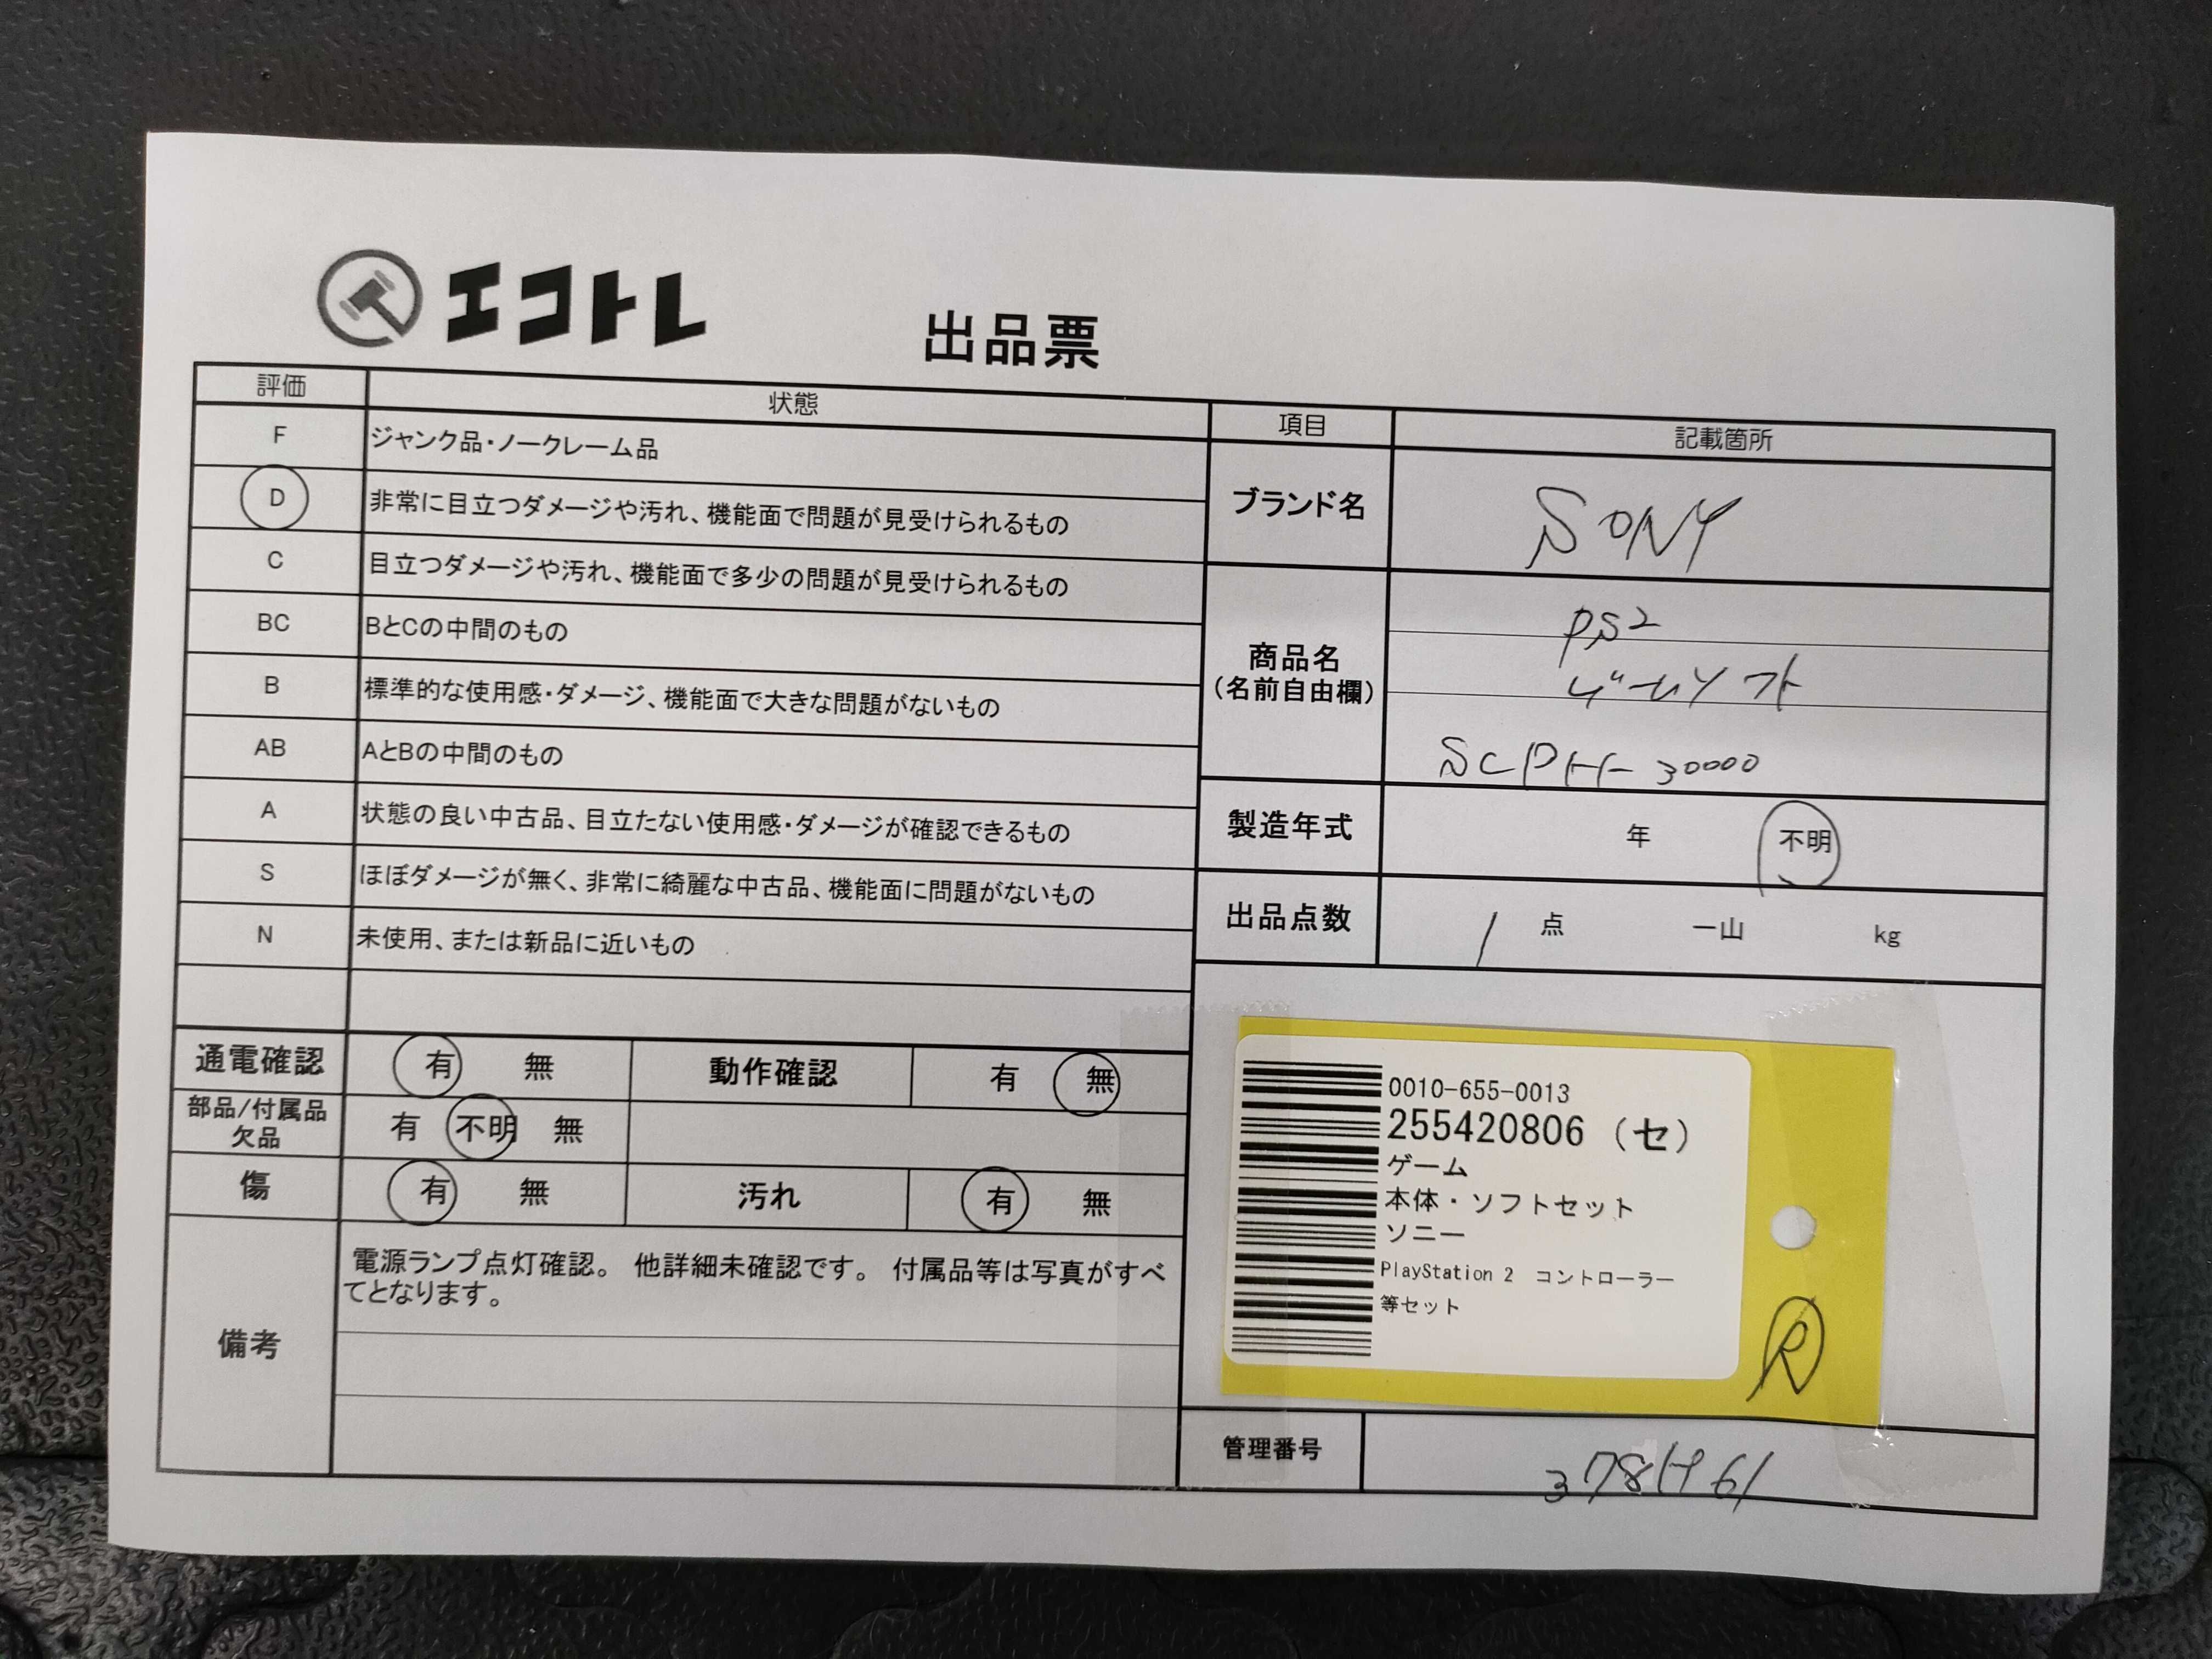 エコトレ
出品票
評価 状態
F ジャンク品・ノークレーム品
D 非常に目立つダメージや汚れ、機能面で問題が見受けられるもの
C 目立つダメージや汚れ、機能面で多少の問題が見受けられるもの
BC BとCの中間のもの
B 標準的な使用感・ダメージ、機能面で大きな問題がないもの
AB AとBの中間のもの
A 状態の良い中古品、目立たない使用感・ダメージが確認できるもの
S ほぼダメージが無く、非常に綺麗な中古品、機能面に問題がないもの
N 未使用、または新品に近いもの
通電確認 有 無 動作確認 有 無
部品/付属品
欠品
有 不明 無
傷 有 無 汚れ 有 無
備考
電源ランプ点灯確認。 他詳細未確認です。 付属品等は写真がすべ
てとなります。
項目 記載箇所
ブランド名 SONY
商品名
(名前自由欄)
PS2
ゲームソフト
SCPH-30000
製造年式 年 不明
出品点数 1 点 一山 kg
0010-655-0013
255420806 (セ)
ゲーム
本体・ソフトセット
ソニー
PlayStation 2 コントローラー
等セット
R
管理番号 378け61